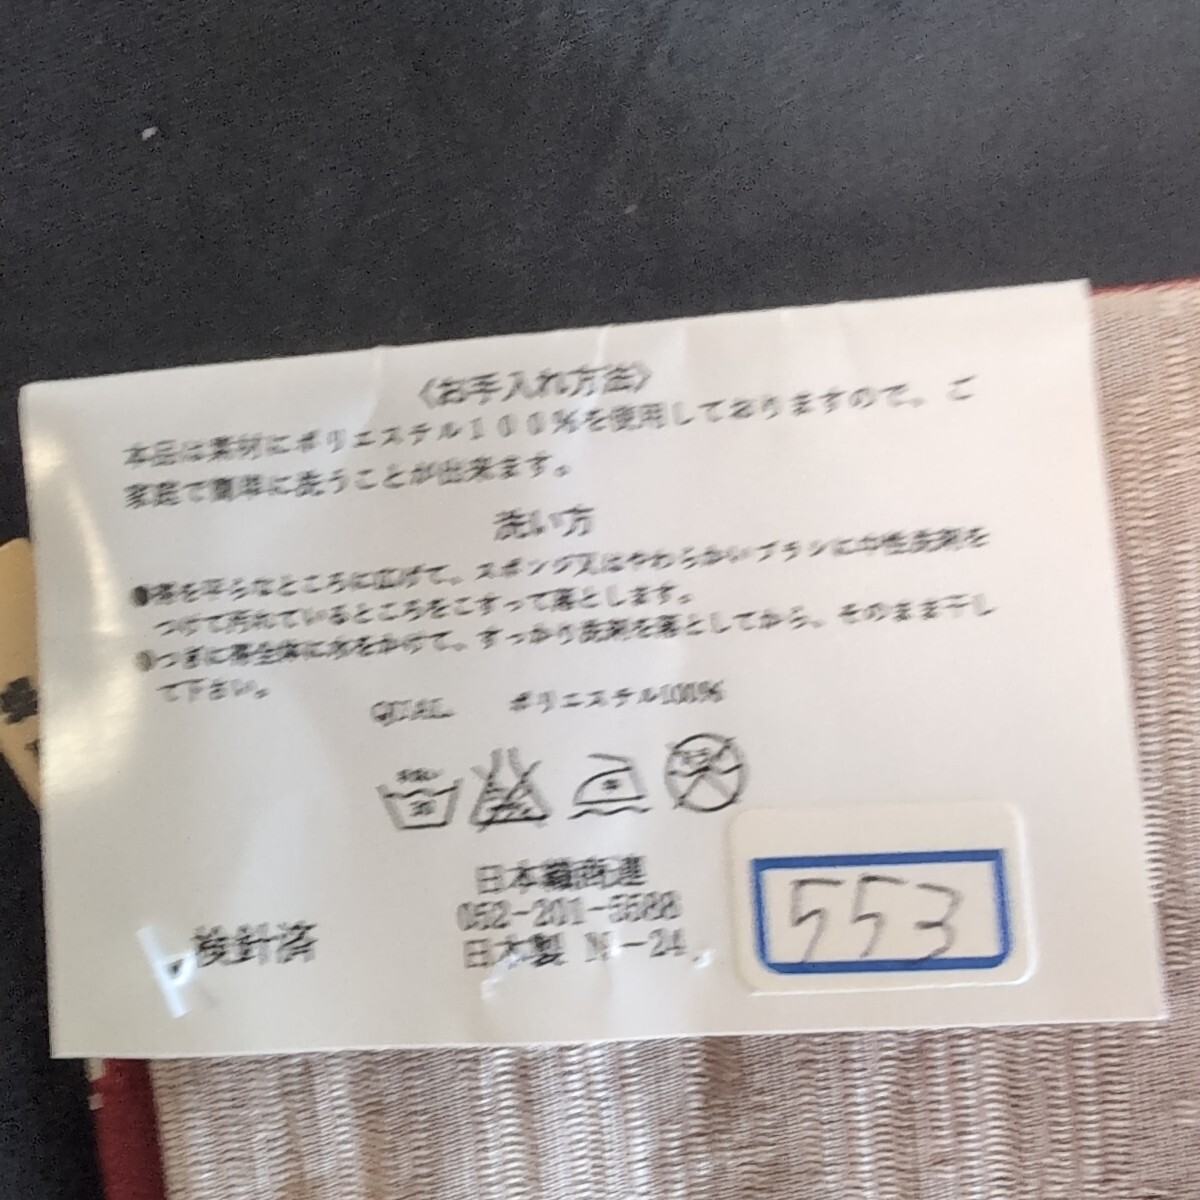 〈お手入れ方法〉
本品は素材にポリエステル100%を使用しておりますので、ご
家庭で簡単に洗うことが出来ます。
洗い方
●帯を平らなところに広げて、スポンジ又はやわらかいブラシに中性洗剤を
つけて汚れているところをこすって落とします。
●つぎに帯全体に水をかけて、すっかり洗剤を落としてから、そのまま干し
て下さい。
QUAL. ポリエステル100%
30
日本織商連
052-201-5588
検針済
日本製 N-24
553